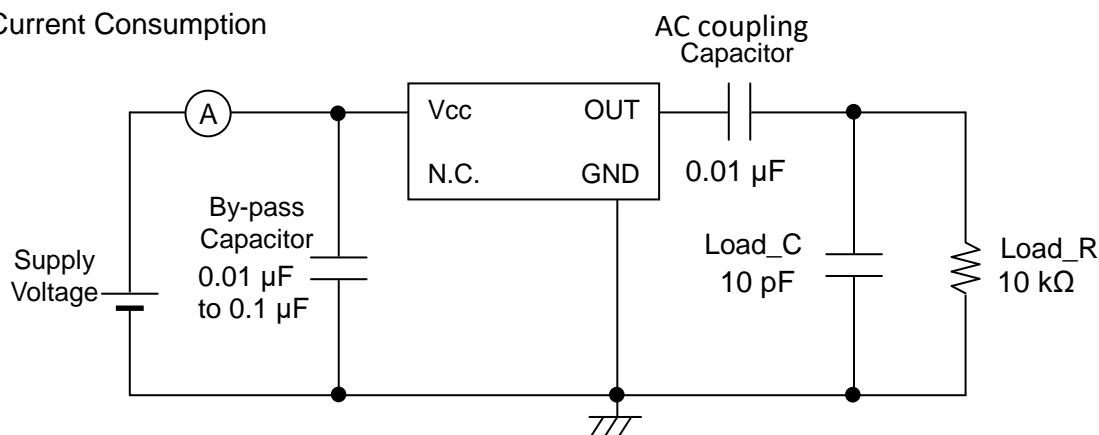 Current Consumption
AC coupling
Capacitor
A
Vcc
OUT
N.C.
GND
0.01 µF
By-pass
Capacitor
0.01 µF
to 0.1 µF
Supply
Voltage
Load_C
10 pF
Load_R
10 kΩ